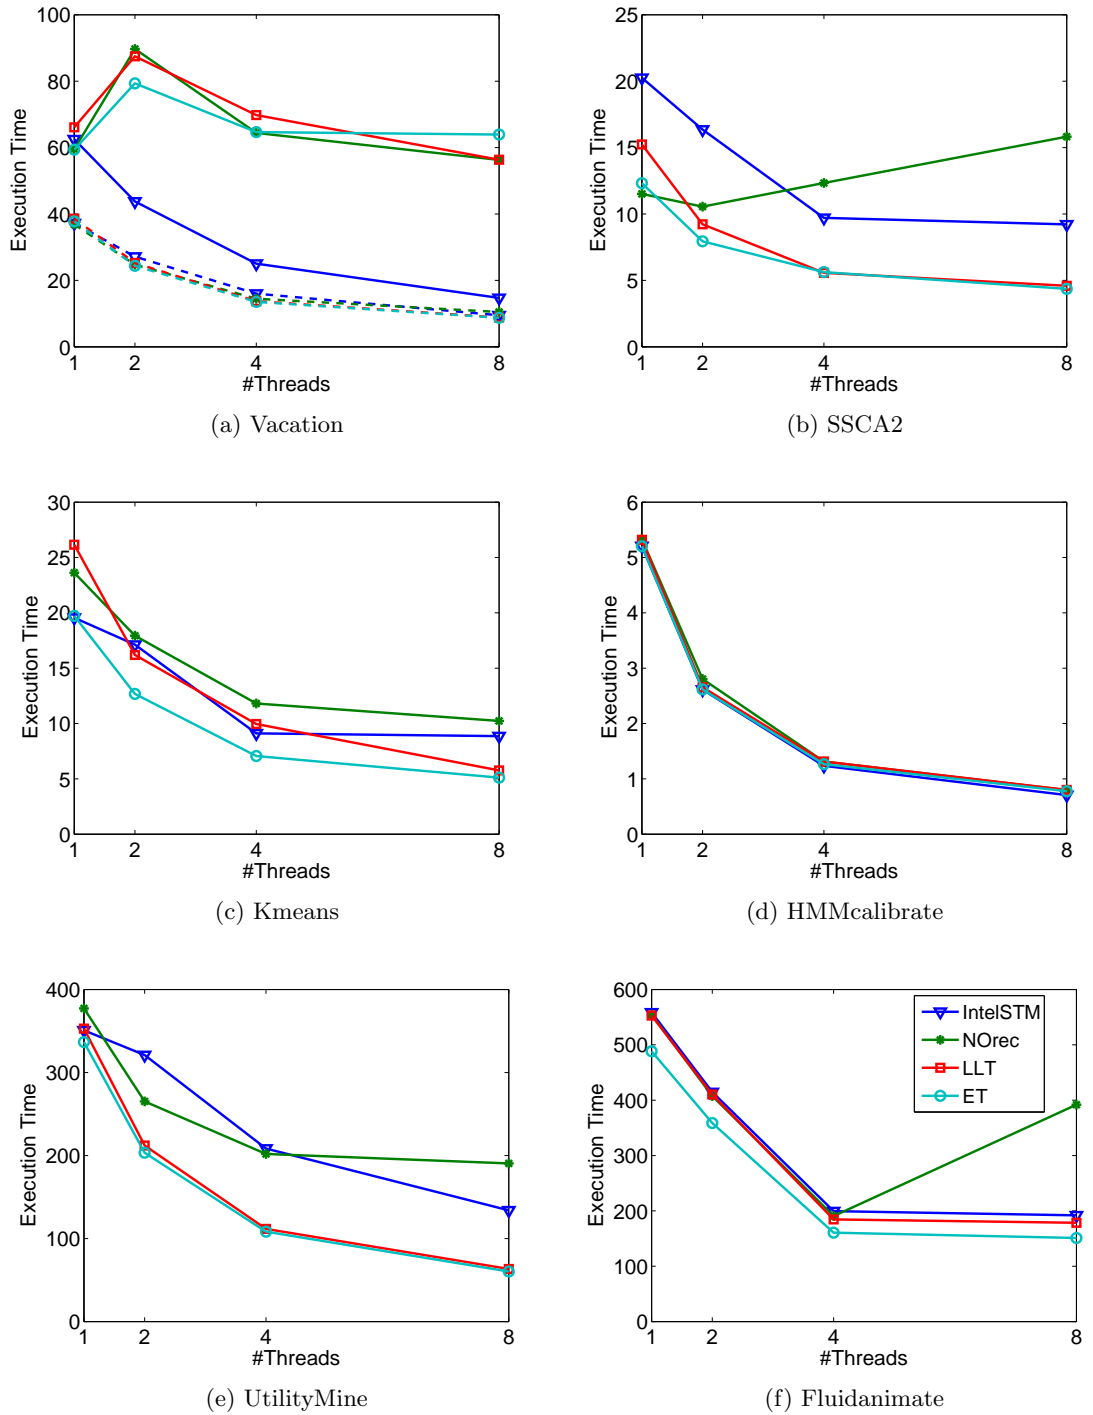 100
80
60
40
20
0
1 2 4 8
Execution Time
#Threads
(a) Vacation
25
20
15
10
5
0
1 2 4 8
Execution Time
#Threads
(b) SSCA2
30
25
20
15
10
5
0
1 2 4 8
Execution Time
#Threads
(c) Kmeans
6
5
4
3
2
1
0
1 2 4 8
Execution Time
#Threads
(d) HMMcalibrate
400
300
200
100
0
1 2 4 8
Execution Time
#Threads
(e) UtilityMine
600
500
400
300
200
100
0
1 2 4 8
Execution Time
#Threads
IntelSTM
NOrec
LLT
ET
(f) Fluidanimate